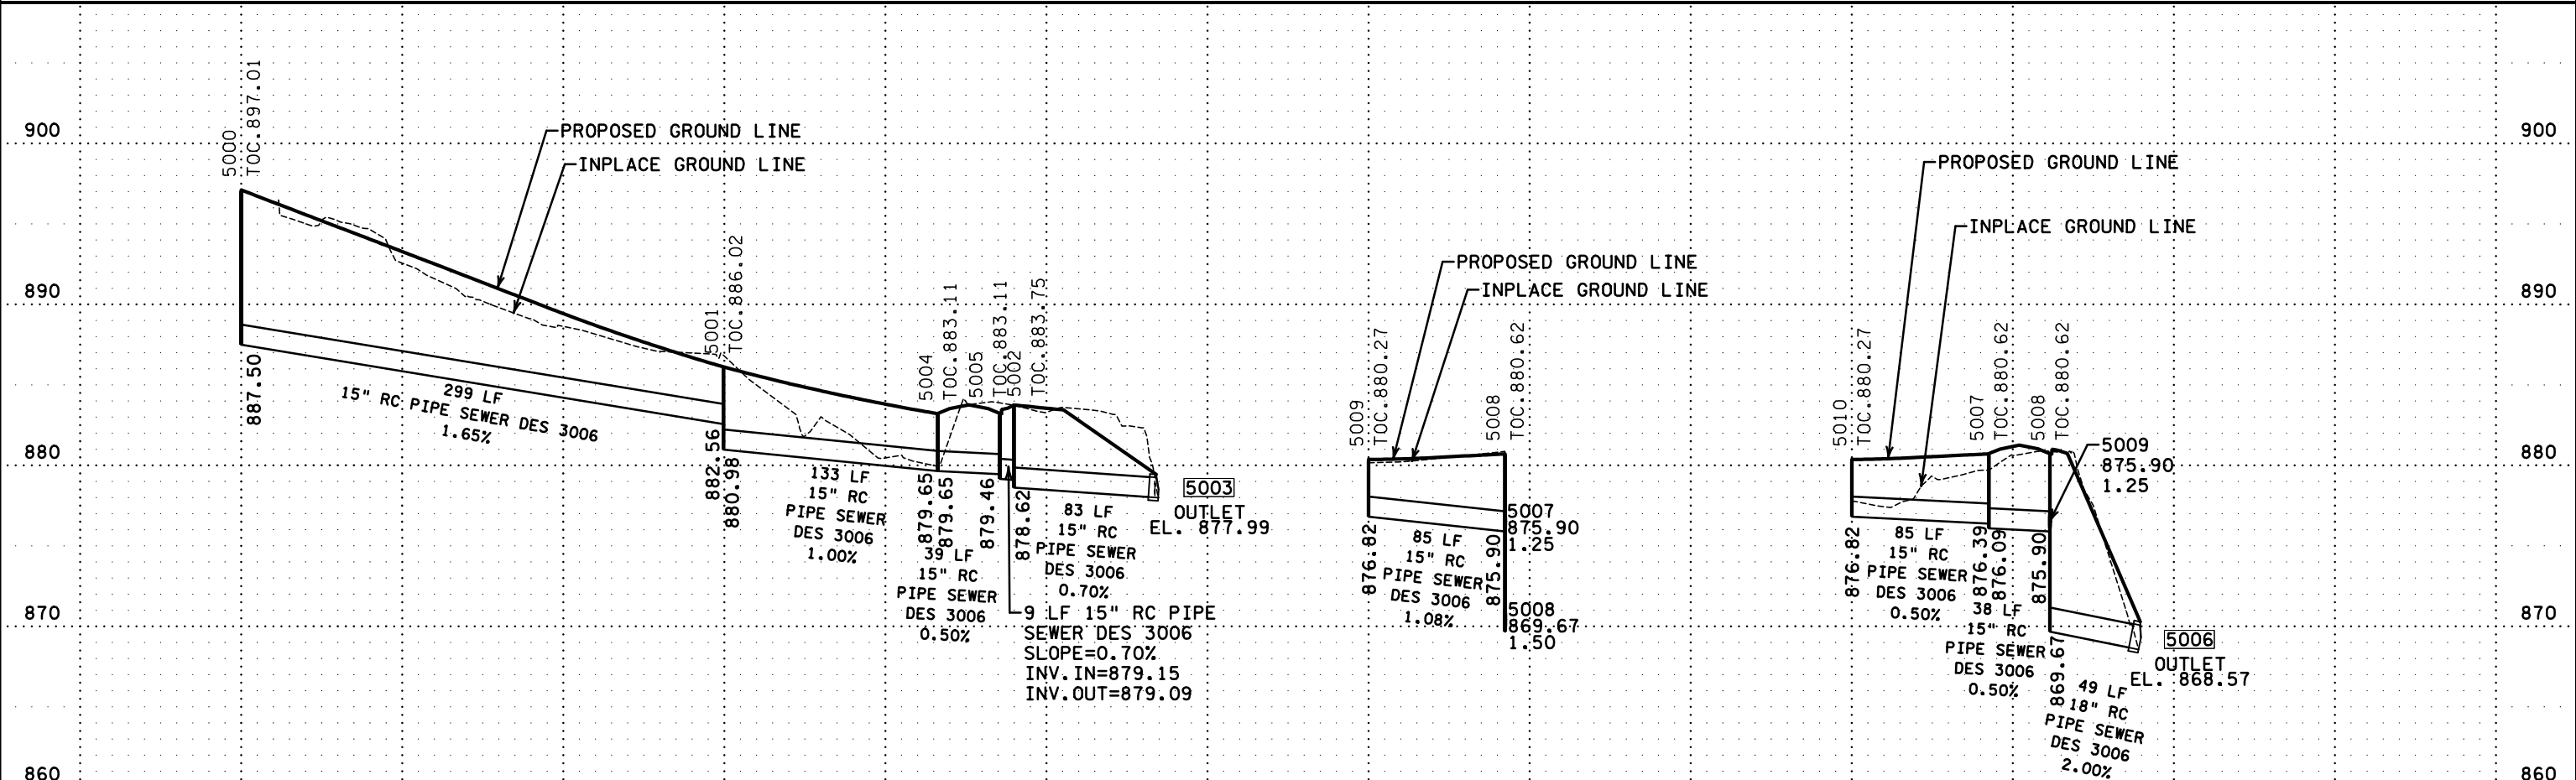 900
890
880
870
860
5000
TOC.897.01
PROPOSED GROUND LINE
INPLACE GROUND LINE
887.50
299 LF
15" RC PIPE SEWER DES 3006
1.65%
5001
TOC.886.02
882.56
880.98
133 LF
15" RC
PIPE SEWER
DES 3006
1.00%
5004
TOC.883.11
879.65
879.65
39 LF
15" RC
PIPE SEWER
DES 3006
0.50%
5005
TOC.883.11
879.46
5002
TOC.883.75
878.62
83 LF
15" RC
PIPE SEWER
DES 3006
0.70%
9 LF 15" RC PIPE
SEWER DES 3006
SLOPE=0.70%
INV.IN=879.15
INV.OUT=879.09
5003
OUTLET
EL. 877.99
PROPOSED GROUND LINE
INPLACE GROUND LINE
5009
TOC.880.27
876.82
85 LF
15" RC
PIPE SEWER
DES 3006
1.08%
5008
TOC.880.62
875.90
5007
875.90
1.25
5008
869.67
1.50
PROPOSED GROUND LINE
INPLACE GROUND LINE
5010
TOC.880.27
876.82
85 LF
15" RC
PIPE SEWER
DES 3006
0.50%
5007
TOC.880.62
876.39
876.09
38 LF
15" RC
PIPE SEWER
DES 3006
0.50%
5008
TOC.880.62
875.90
869.67
5009
875.90
1.25
49 LF
18" RC
PIPE SEWER
DES 3006
2.00%
5006
OUTLET
EL. 868.57
900
890
880
870
860